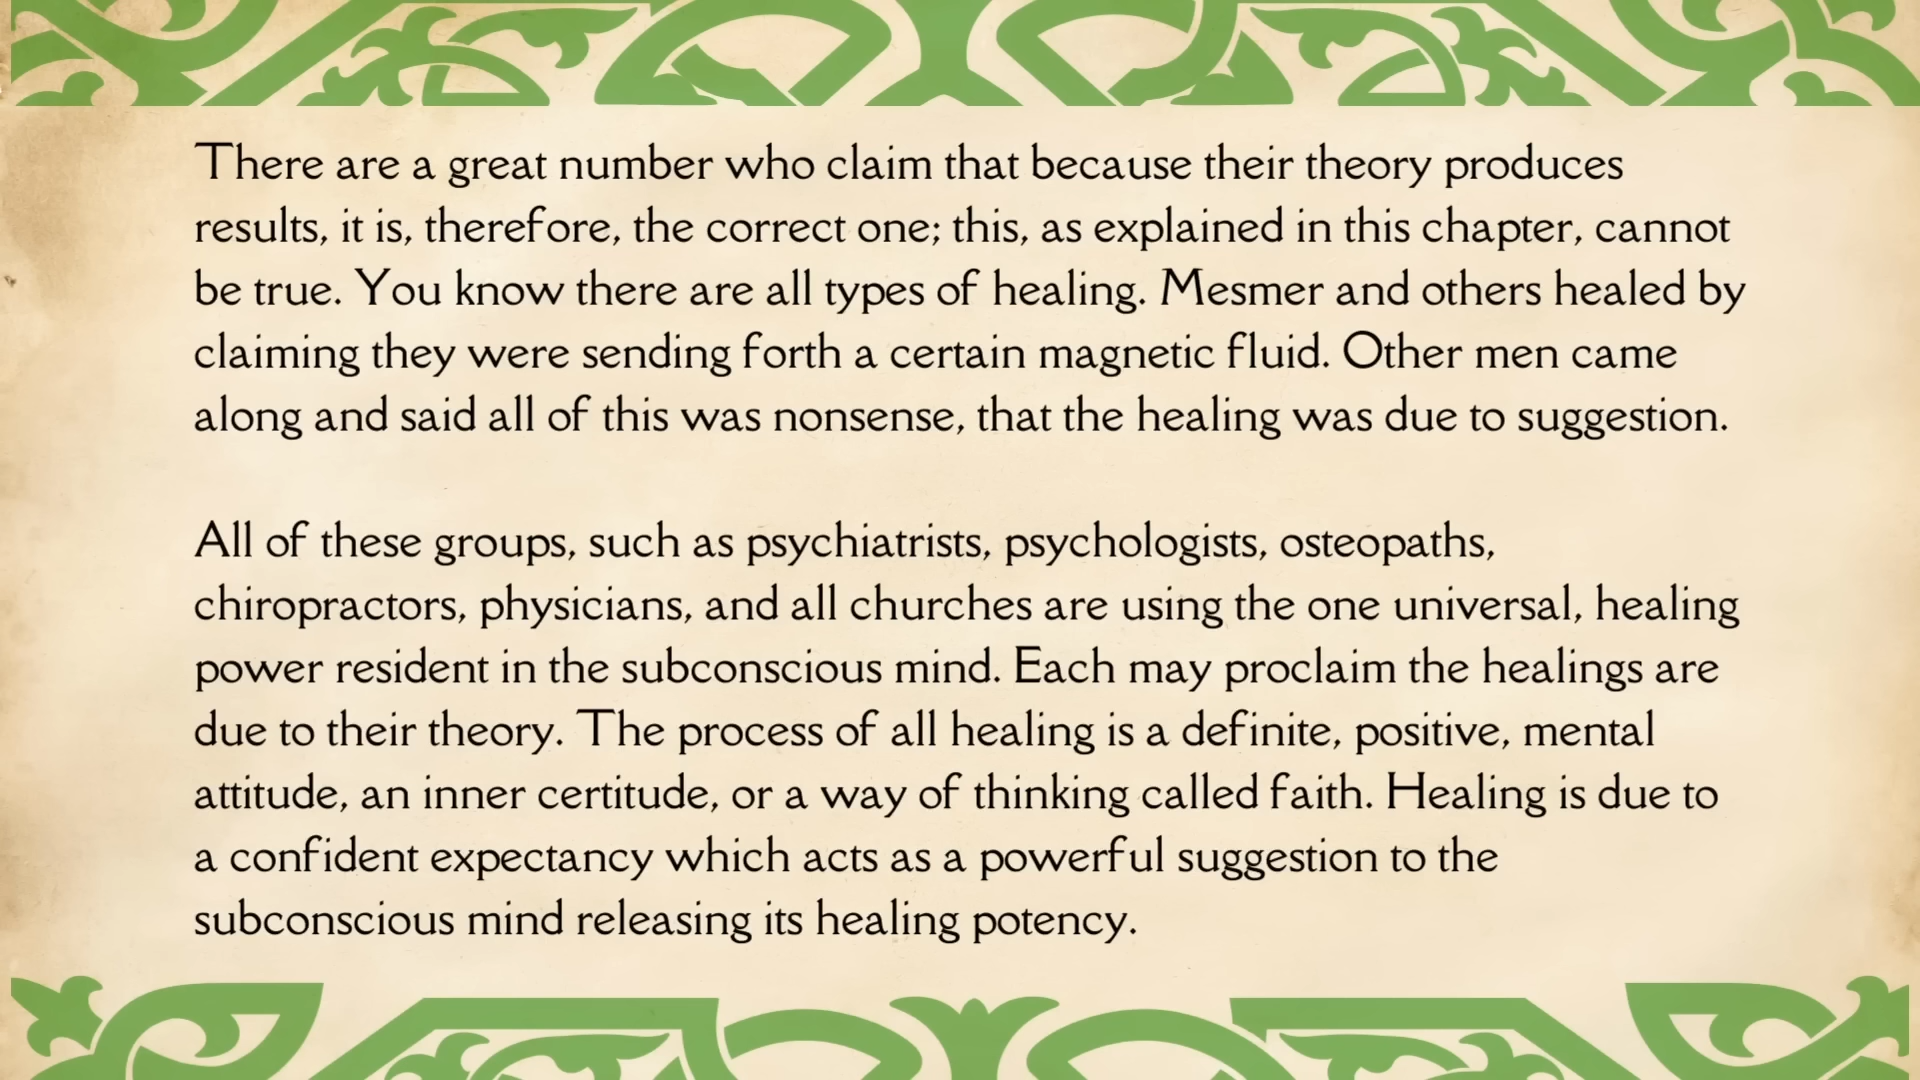 There are a great number who claim that because their theory produces
results, it is, therefore, the correct one; this, as explained in this chapter, cannot
be true. You know there are all types of healing. Mesmer and others healed by
claiming they were sending forth a certain magnetic fluid. Other men came
along and said all of this was nonsense, that the healing was due to suggestion.
All of these groups, such as psychiatrists, psychologists, osteopaths,
chiropractors, physicians, and all churches are using the one universal, healing
power resident in the subconscious mind. Each may proclaim the healings are
due to their theory. The process of all healing is a definite, positive, mental
attitude, an inner certitude, or a way of thinking called faith. Healing is due to
a confident expectancy which acts as a powerful suggestion to the
subconscious mind releasing its healing potency.